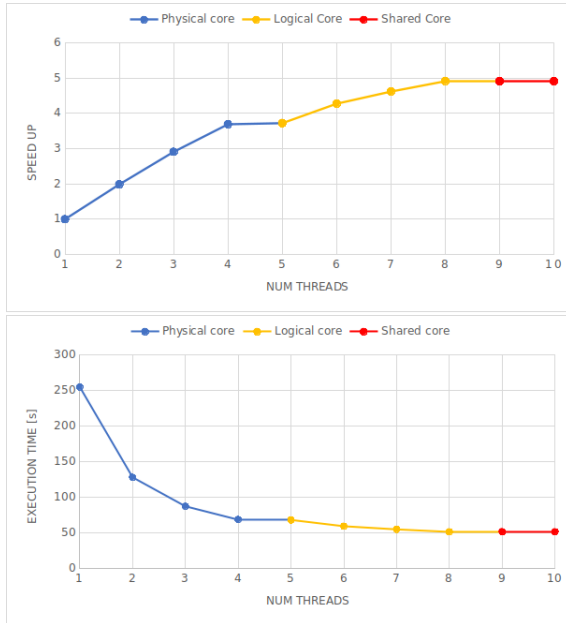 Physical core Logical Core Shared Core
6
5
4
3
2
1
0
SPEED UP
1 2 3 4 5 6 7 8 9 10
NUM THREADS
Physical core Logical core Shared core
300
250
200
150
100
50
0
EXECUTION TIME [s]
1 2 3 4 5 6 7 8 9 10
NUM THREADS